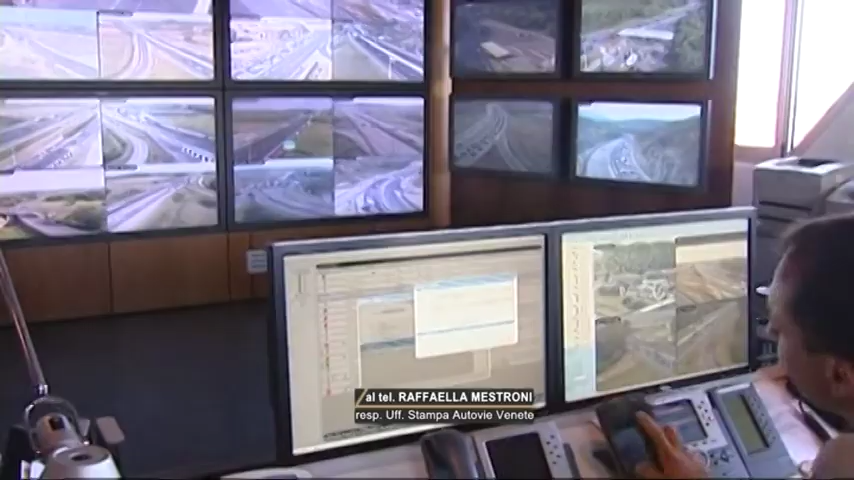 al tel. RAFFAELLA MESTRONI
resp. Uff. Stampa Autovie Venete